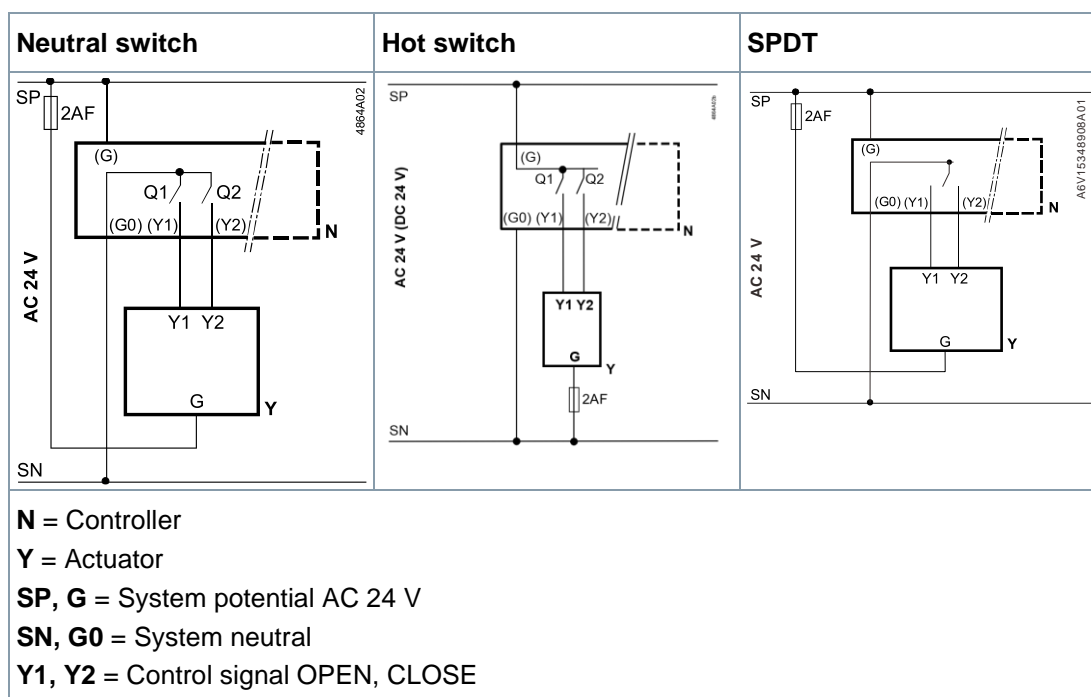 Neutral switch
Hot switch
SPDT
SP
2AF
4864A02
(G)
Q1 Q2
(G0) (Y1) (Y2)
N
AC 24 V
Y1 Y2
G
Y
SN
SP
(G)
Q1 Q2
(G0) (Y1) (Y2)
N
AC 24 V (DC 24 V)
Y1 Y2
G
Y
2AF
SN
SP
2AF
A6V15348908A01
(G)
(G0) (Y1) (Y2)
N
AC 24 V
Y1 Y2
G
Y
SN
N = Controller
Y = Actuator
SP, G = System potential AC 24 V
SN, G0 = System neutral
Y1, Y2 = Control signal OPEN, CLOSE